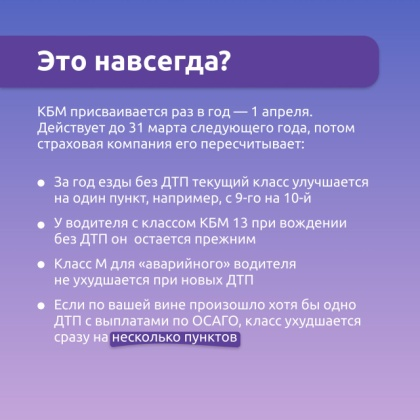 Это навсегда?
КБМ присваивается раз в год — 1 апреля.
Действует до 31 марта следующего года, потом
страховая компания его пересчитывает:
За год езды без ДТП текущий класс улучшается
на один пункт, например, с 9-го на 10-й
У водителя с классом КБМ 13 при вождении
без ДТП он остается прежним
Класс М для «аварийного» водителя
не ухудшается при новых ДТП
Если по вашей вине произошло хотя бы одно
ДТП с выплатами по ОСАГО, класс ухудшается
сразу на несколько пунктов